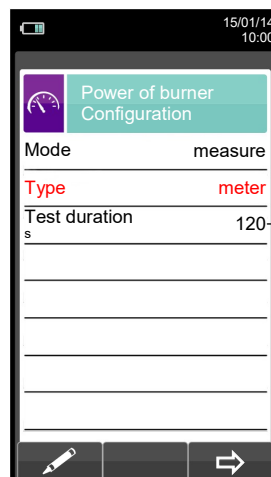 15/01/14
10:00
Power of burner
Configuration
Mode measure
Type meter
Test duration 120-
s